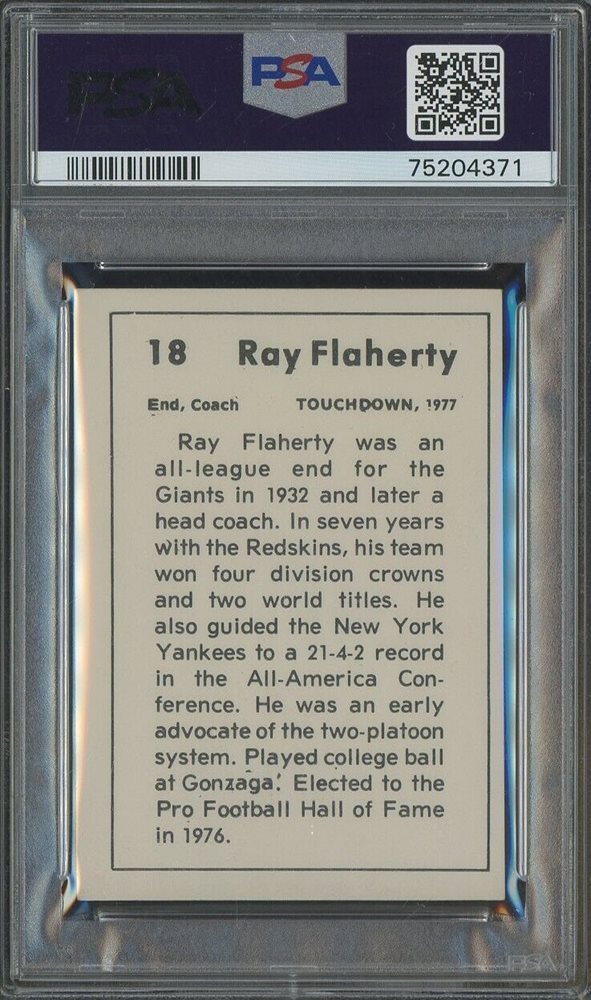 PSA
PSA
75204371
18 Ray Flaherty
End, Coach TOUCHDOWN, 1977
Ray Flaherty was an
all-league end for the
Giants in 1932 and later a
head coach. In seven years
with the Redskins, his team
won four division crowns
and two world titles. He
also guided the New York
Yankees to a 21-4-2 record
in the All-America Con-
ference. He was an early
advocate of the two-platoon
system. Played college ball
at Gonzaga. Elected to the
Pro Football Hall of Fame
in 1976.
PSA